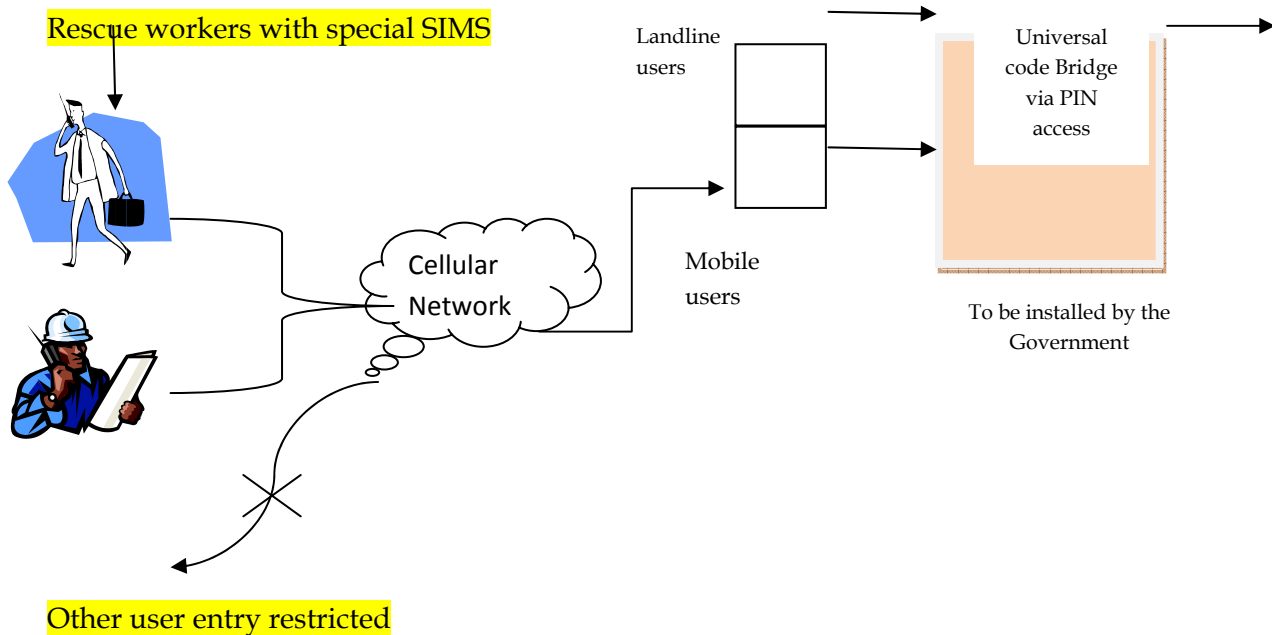 Rescue workers with special SIMS
Landline
users
Universal
code Bridge
via PIN
access
Cellular
Network
Mobile
users
To be installed by the
Government
Other user entry restricted